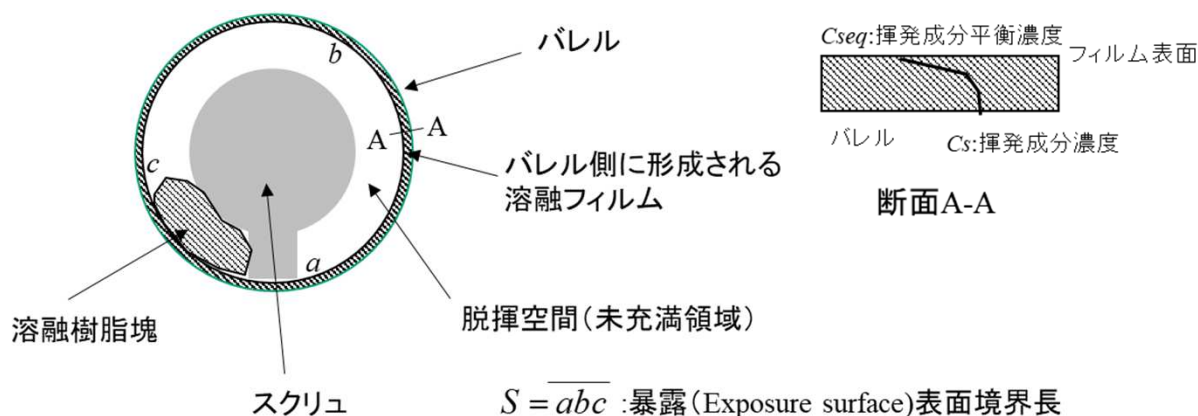 バレル
b
A
A
c
バレル側に形成される
溶融フィルム
a
溶融樹脂塊
脱揮空間(未充満領域)
スクリュ
S = abc :暴露(Exposure surface)表面境界長
Cseq:揮発成分平衡濃度
フィルム表面
バレル
Cs:揮発成分濃度
断面A-A